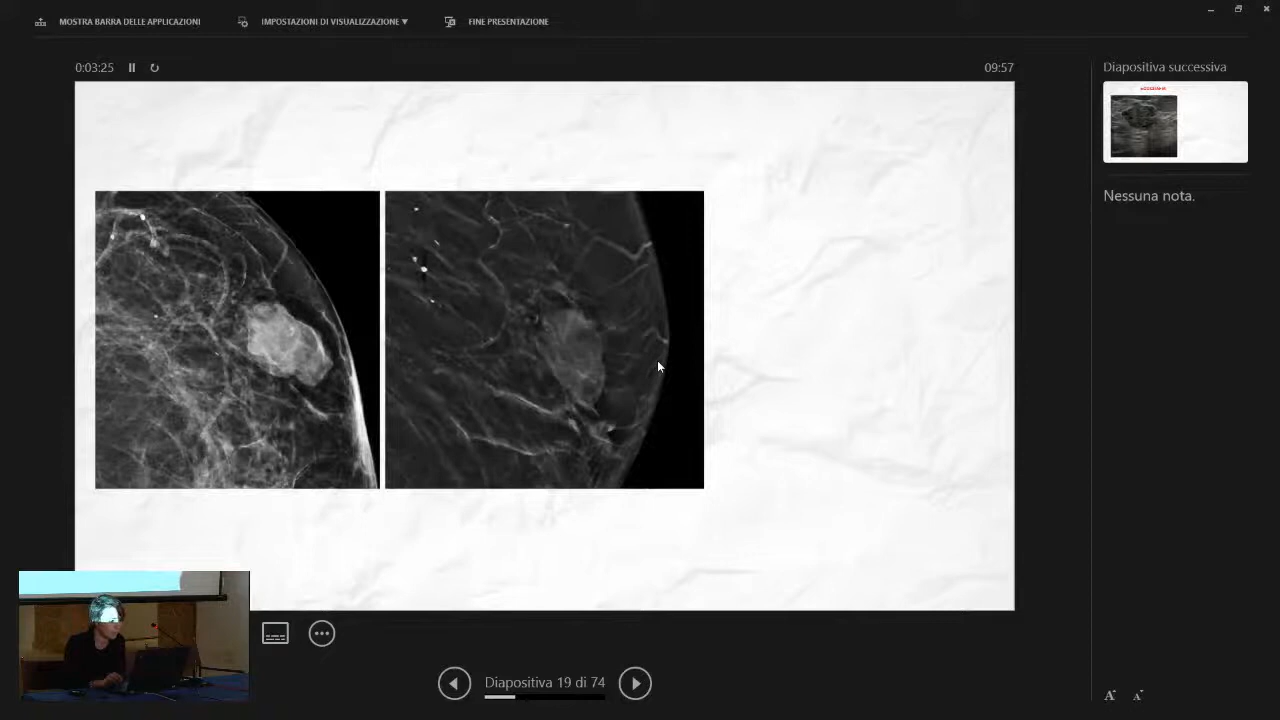 MOSTRA BARRA DELLE APPLICAZIONI IMPOSTAZIONI DI VISUALIZZAZIONE ▼ FINE PRESENTAZIONE
0:03:25 09:57
Diapositiva successiva
Nessuna nota.
Diapositiva 19 di 74
A A